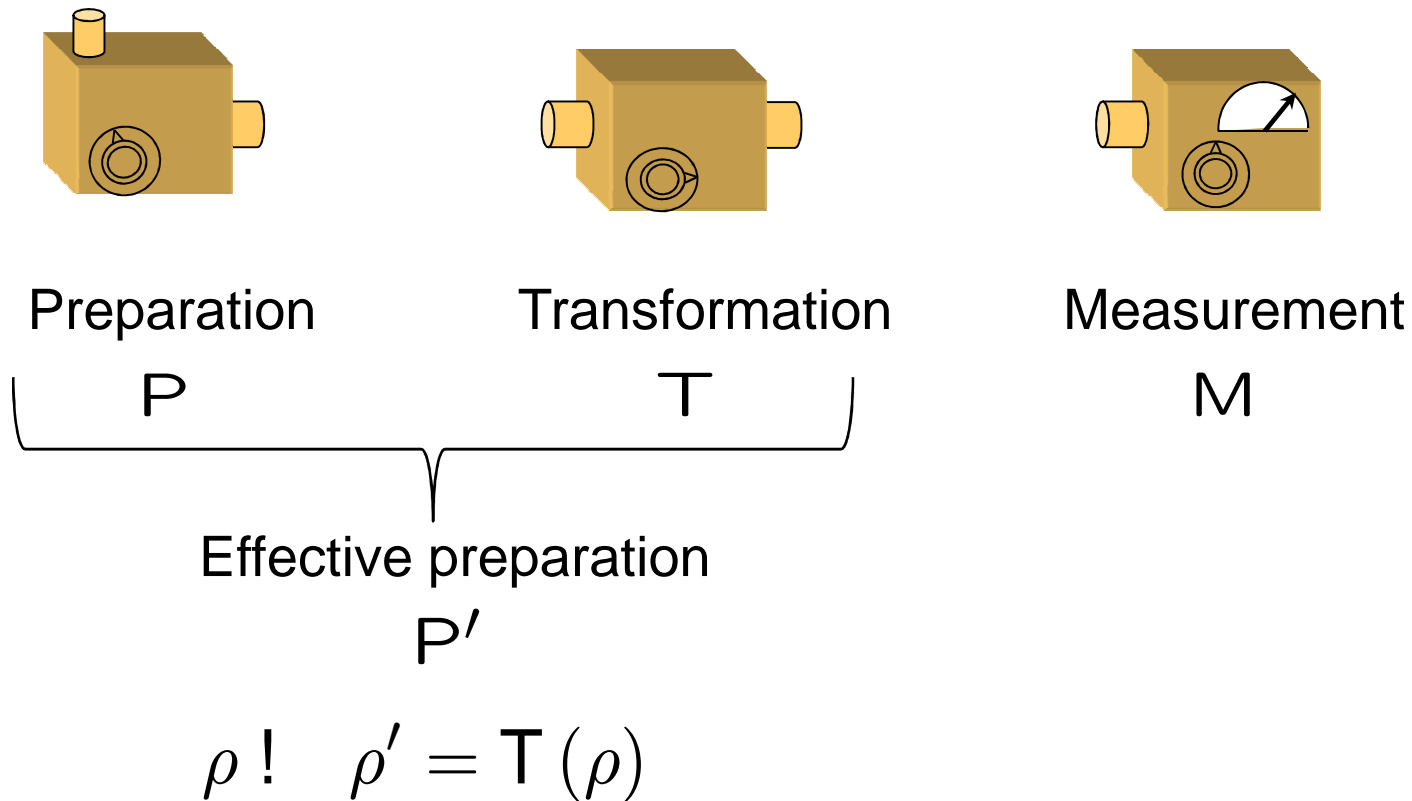 Preparation Transformation Measurement
P T M
Effective preparation
P′
ρ ! ρ′ = T (ρ)